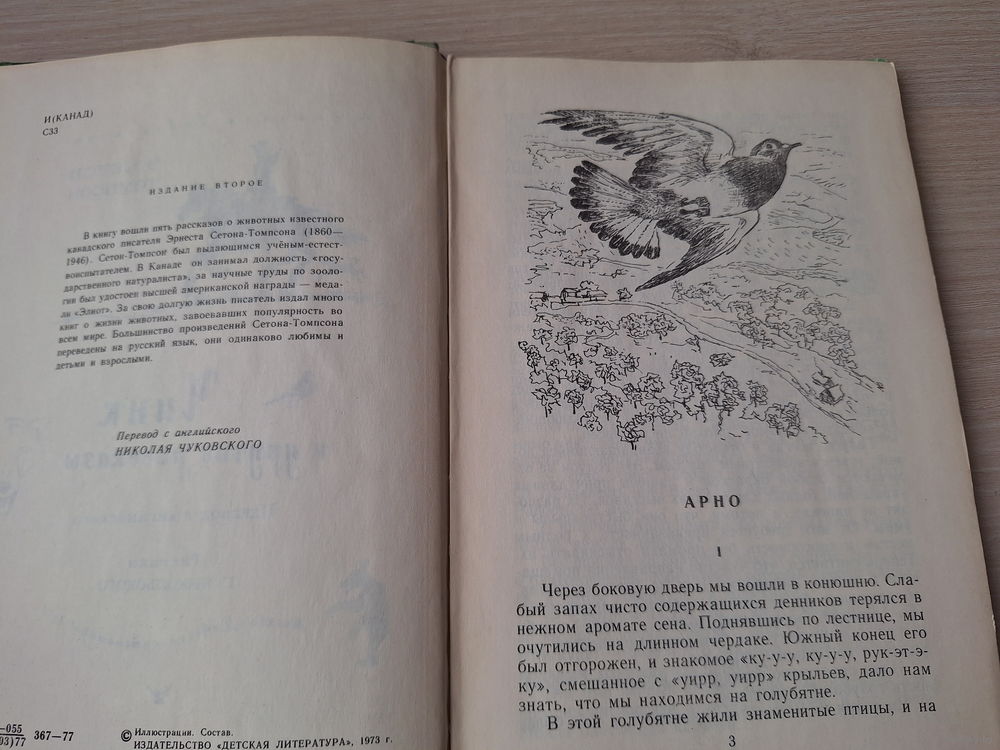 И(КАНАД)
С33
ИЗДАНИЕ ВТОРОЕ
В книгу вошли пять рассказов о животных известного
канадского писателя Эрнеста Сетона-Томпсона (1860—
1946). Сетон-Томпсон был выдающимся учёным-естест-
воиспытателем. В Канаде он занимал должность «госу-
дарственного натуралиста», за научные труды по зооло-
гии был удостоен высшей американской награды — меда-
ли «Элиот». За свою долгую жизнь писатель издал много
книг о жизни животных, завоевавших популярность во
всем мире. Большинство произведений Сетона-Томпсона
переведены на русский язык, они одинаково любимы и
детьми и взрослыми.
Перевод с английского
НИКОЛАЯ ЧУКОВСКОГО
—055
03)77 367—77
© Иллюстрации. Состав.
ИЗДАТЕЛЬСТВО «ДЕТСКАЯ ЛИТЕРАТУРА», 1973 г.
АРНО
I
Через боковую дверь мы вошли в конюшню. Сла-
бый запах чисто содержащихся денников терялся в
нежном аромате сена. Поднявшись по лестнице, мы
очутились на длинном чердаке. Южный конец его
был отгорожен, и знакомое «ку-у-у, ку-у-у, рук-эт-э-
ку», смешанное с «уирр, уирр» крыльев, дало нам
знать, что мы находимся на голубятне.
В этой голубятне жили знаменитые птицы, и на
3